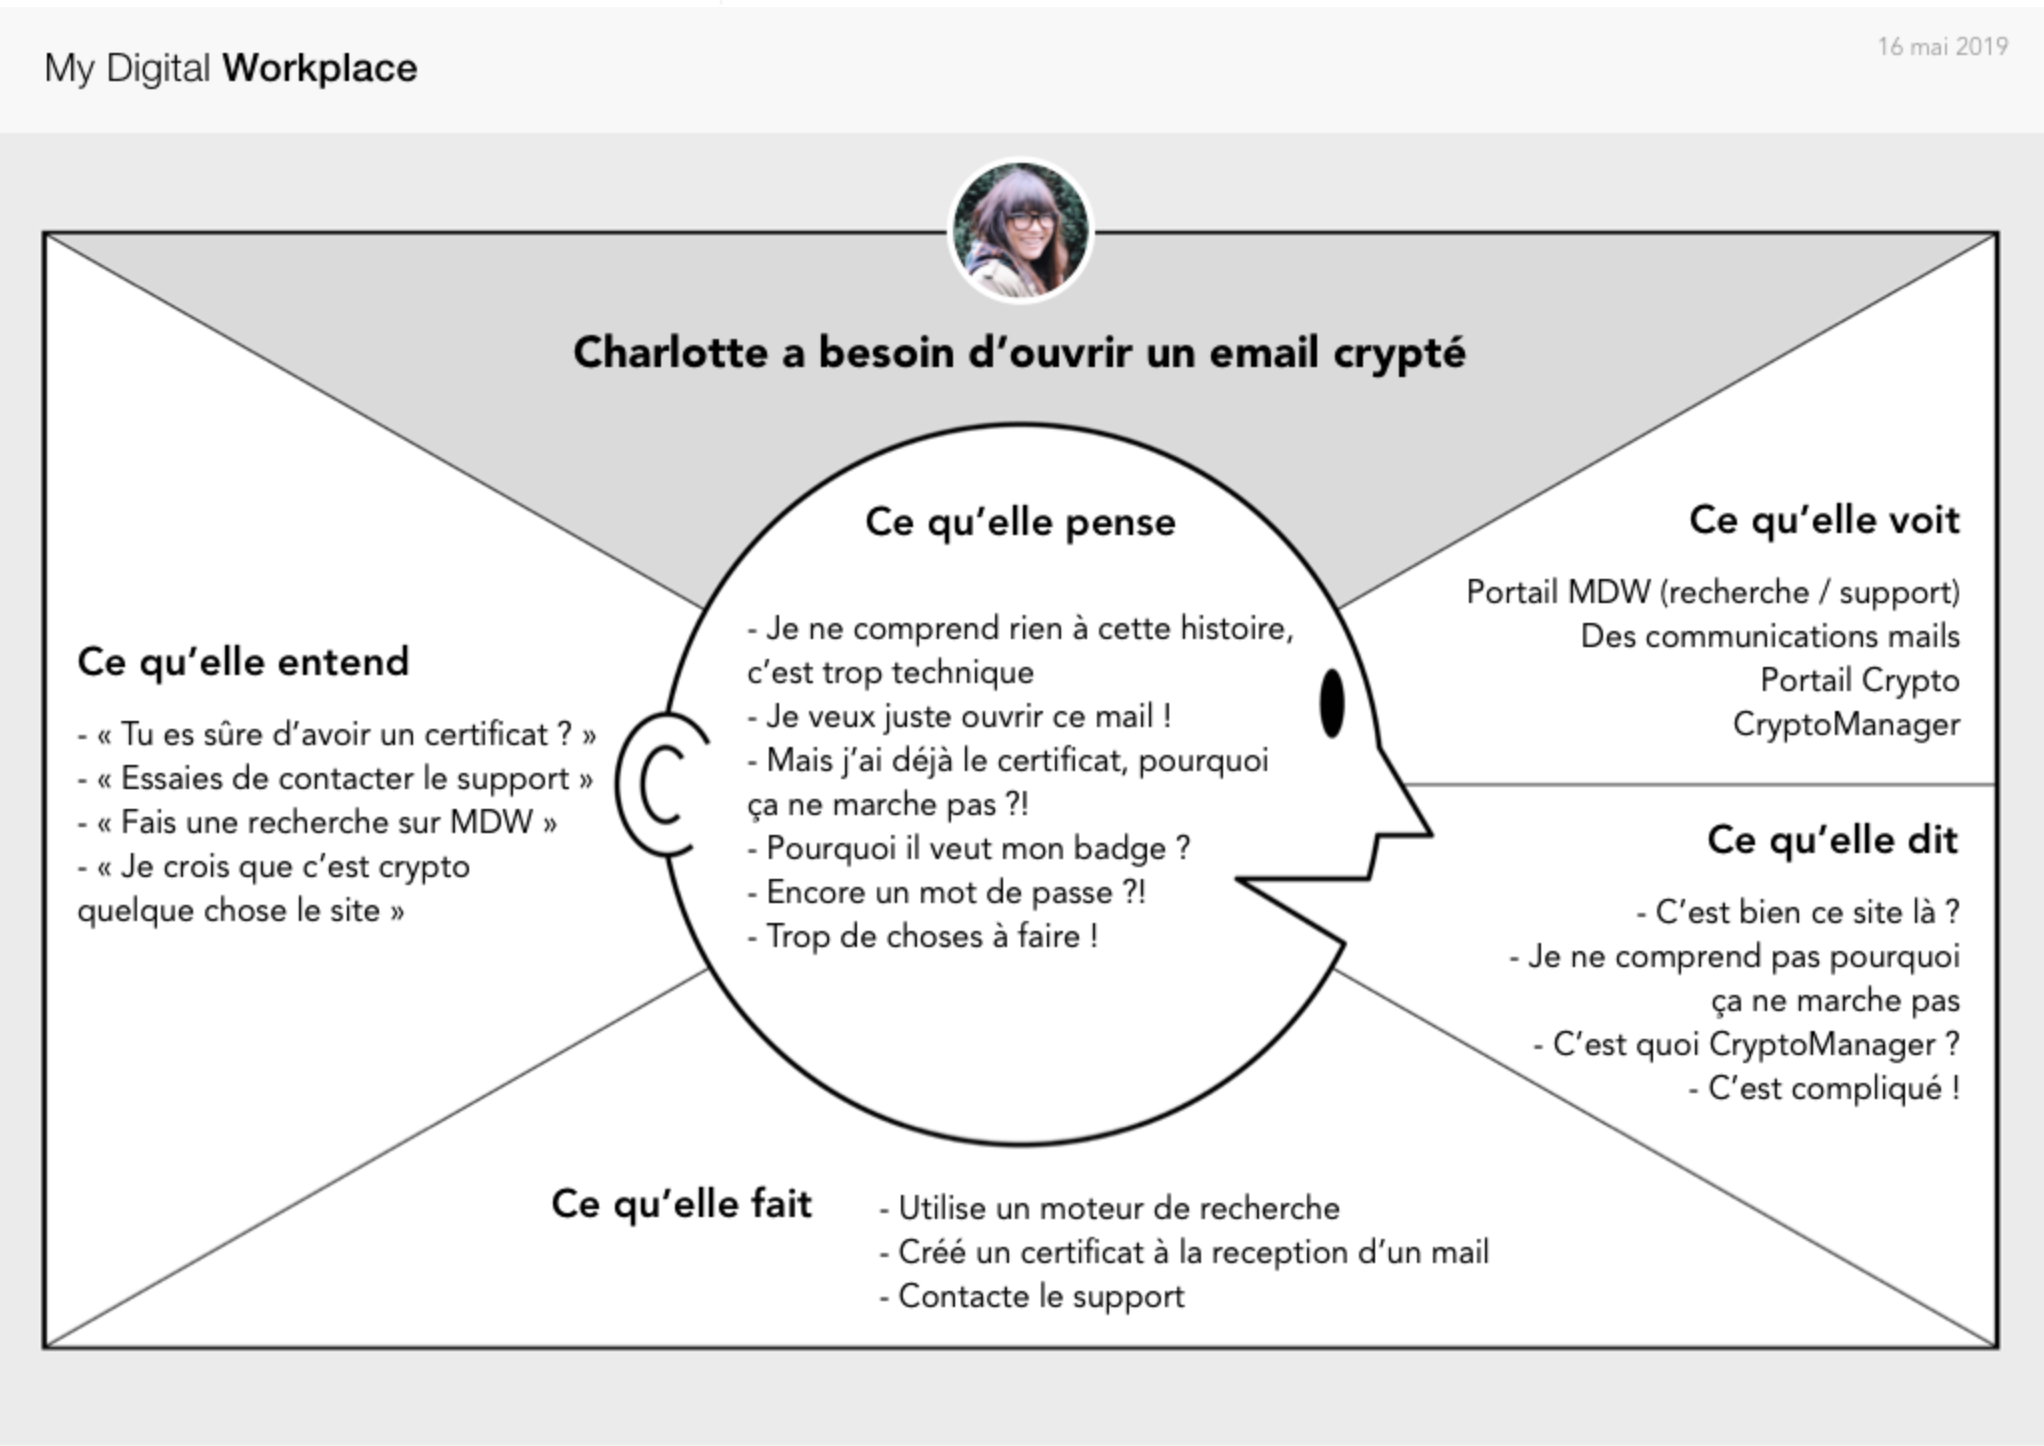 My Digital Workplace
16 mai 2019
Charlotte a besoin d’ouvrir un email crypté
Ce qu’elle pense
- Je ne comprend rien à cette histoire,
c’est trop technique
- Je veux juste ouvrir ce mail !
- Mais j’ai déjà le certificat, pourquoi
ça ne marche pas ?!
- Pourquoi il veut mon badge ?
- Encore un mot de passe ?!
- Trop de choses à faire !
Ce qu’elle entend
- « Tu es sûre d’avoir un certificat ? »
- « Essaies de contacter le support »
- « Fais une recherche sur MDW »
- « Je crois que c’est crypto
quelque chose le site »
Ce qu’elle voit
Portail MDW (recherche / support)
Des communications mails
Portail Crypto
CryptoManager
Ce qu’elle dit
- C’est bien ce site là ?
- Je ne comprend pas pourquoi
ça ne marche pas
- C’est quoi CryptoManager ?
- C’est compliqué !
Ce qu’elle fait
- Utilise un moteur de recherche
- Créé un certificat à la reception d’un mail
- Contacte le support